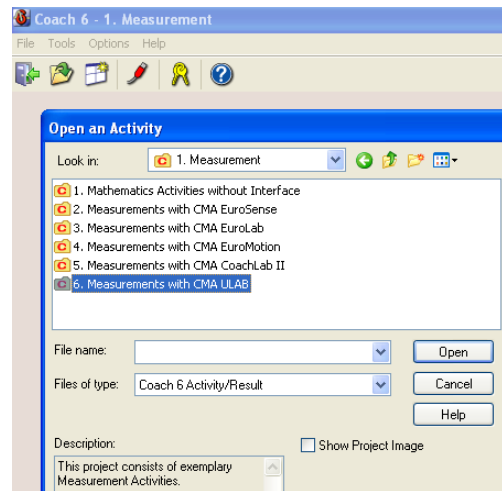 Coach 6 - 1. Measurement
File Tools Options Help
Open an Activity
Look in: 1. Measurement
1. Mathematics Activities without Interface
2. Measurements with CMA EuroSense
3. Measurements with CMA EuroLab
4. Measurements with CMA EuroMotion
5. Measurements with CMA CoachLab II
6. Measurements with CMA ULAB
File name: Open
Files of type: Coach 6 Activity/Result Cancel
Help
Description: Show Project Image
This project consists of exemplary
Measurement Activities.